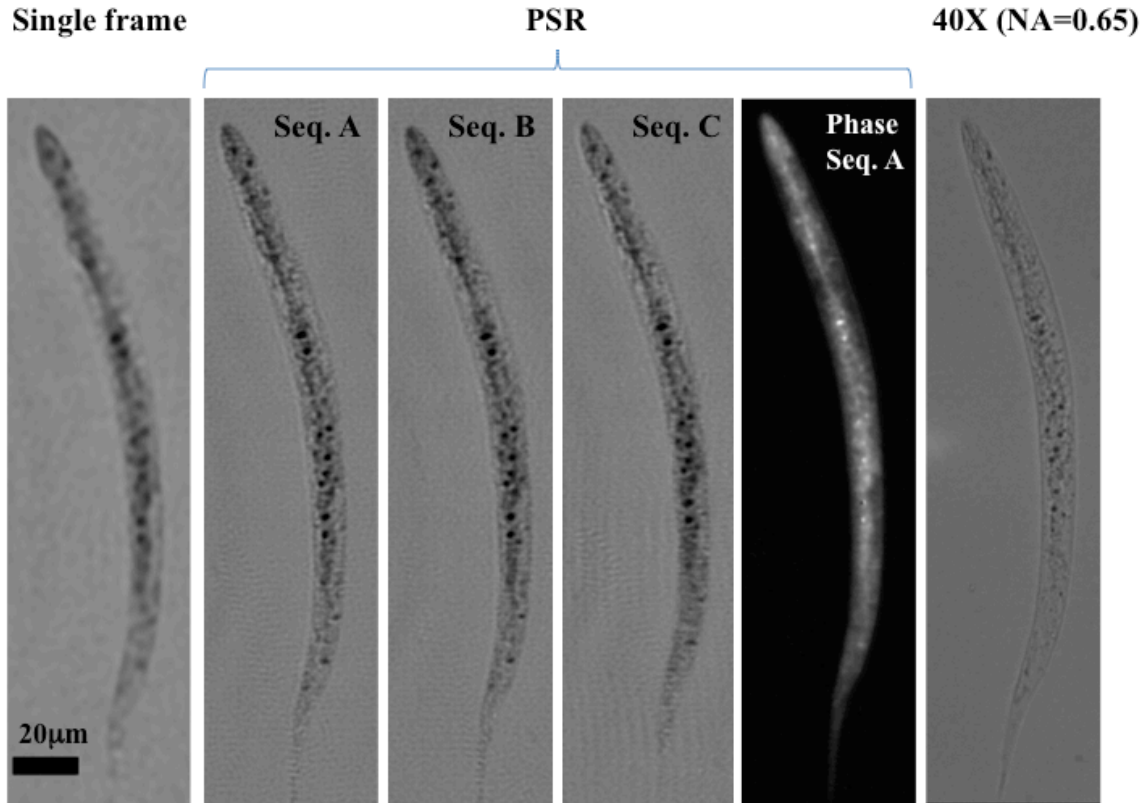 Single frame
PSR
40X (NA=0.65)
Seq. A
Seq. B
Seq. C
Phase
Seq. A
20μm